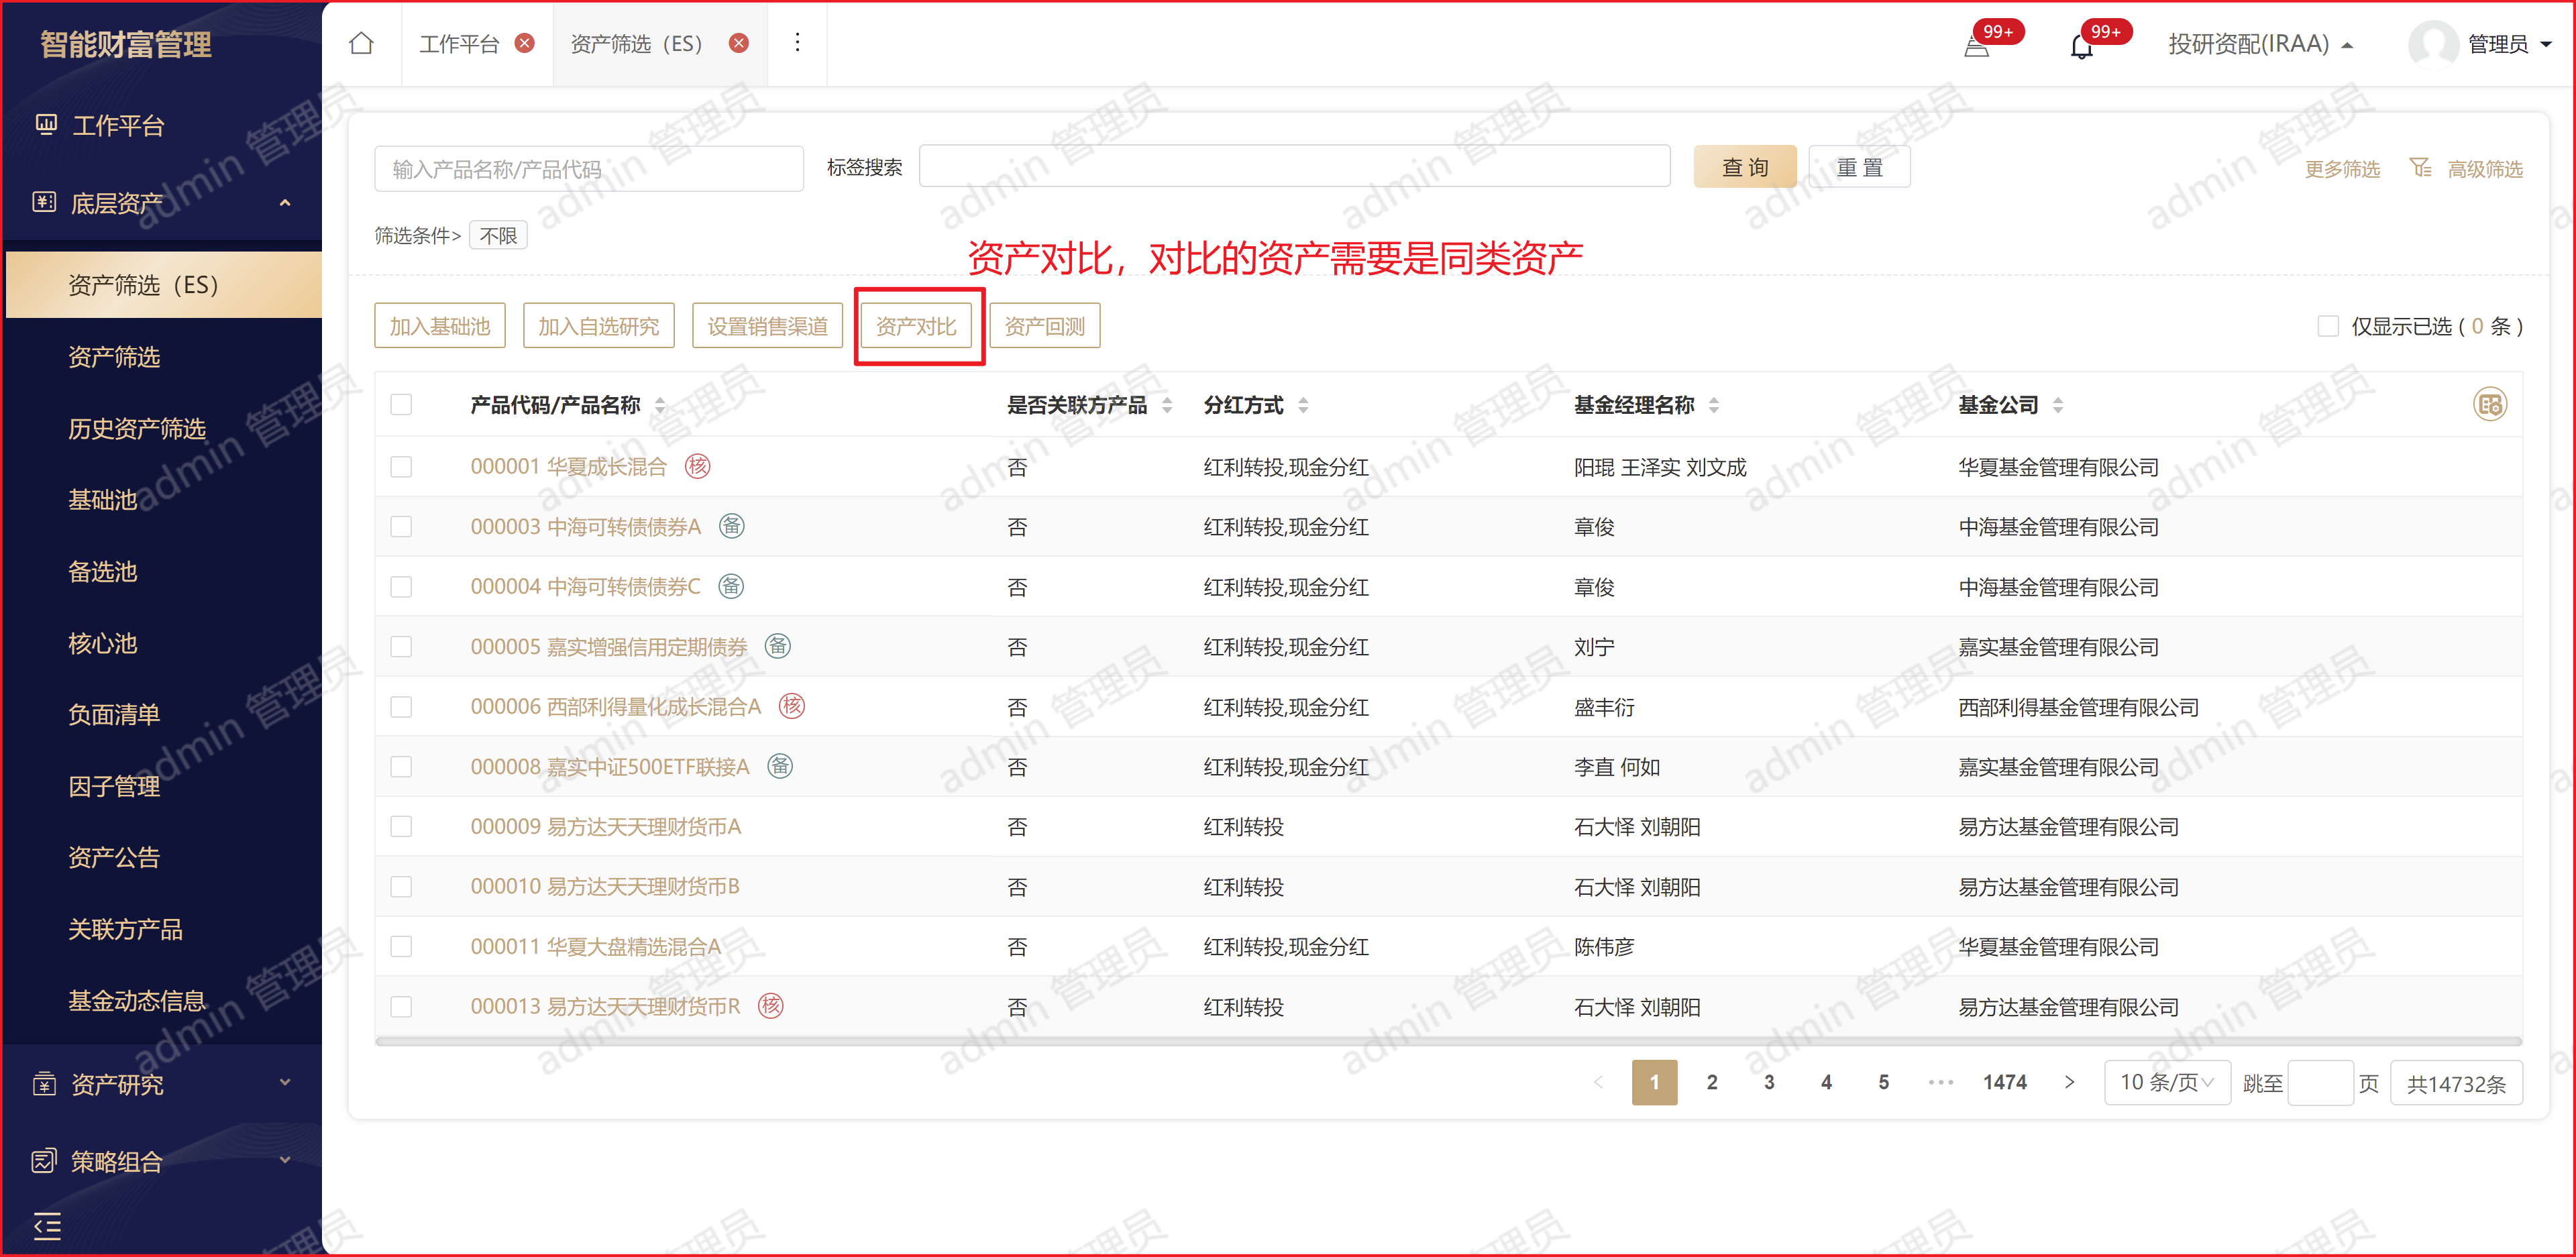 智能财富管理
工作平台
底层资产
资产筛选（ES）
资产筛选
历史资产筛选
基础池
备选池
核心池
负面清单
因子管理
资产公告
关联方产品
基金动态信息
资产研究
策略组合
工作平台 资产筛选（ES） 99+ 99+ 投研资配(IRAA) 管理员
输入产品名称/产品代码 标签搜索 查询 重置 更多筛选 高级筛选
筛选条件> 不限
资产对比，对比的资产需要是同类资产
加入基础池 加入自选研究 设置销售渠道 资产对比 资产回测 仅显示已选 ( 0 条 )
产品代码/产品名称 是否关联方产品 分红方式 基金经理名称 基金公司
000001 华夏成长混合 核 否 红利转投,现金分红 阳琨 王泽实 刘文成 华夏基金管理有限公司
000003 中海可转债债券A 备 否 红利转投,现金分红 章俊 中海基金管理有限公司
000004 中海可转债债券C 备 否 红利转投,现金分红 章俊 中海基金管理有限公司
000005 嘉实增强信用定期债券 备 否 红利转投,现金分红 刘宁 嘉实基金管理有限公司
000006 西部利得量化成长混合A 核 否 红利转投,现金分红 盛丰衍 西部利得基金管理有限公司
000008 嘉实中证500ETF联接A 备 否 红利转投,现金分红 李直 何如 嘉实基金管理有限公司
000009 易方达天天理财货币A 否 红利转投 石大怿 刘朝阳 易方达基金管理有限公司
000010 易方达天天理财货币B 否 红利转投 石大怿 刘朝阳 易方达基金管理有限公司
000011 华夏大盘精选混合A 否 红利转投,现金分红 陈伟彦 华夏基金管理有限公司
000013 易方达天天理财货币R 核 否 红利转投 石大怿 刘朝阳 易方达基金管理有限公司
1 2 3 4 5 ••• 1474 10 条/页 跳至 页 共14732条
admin 管理员